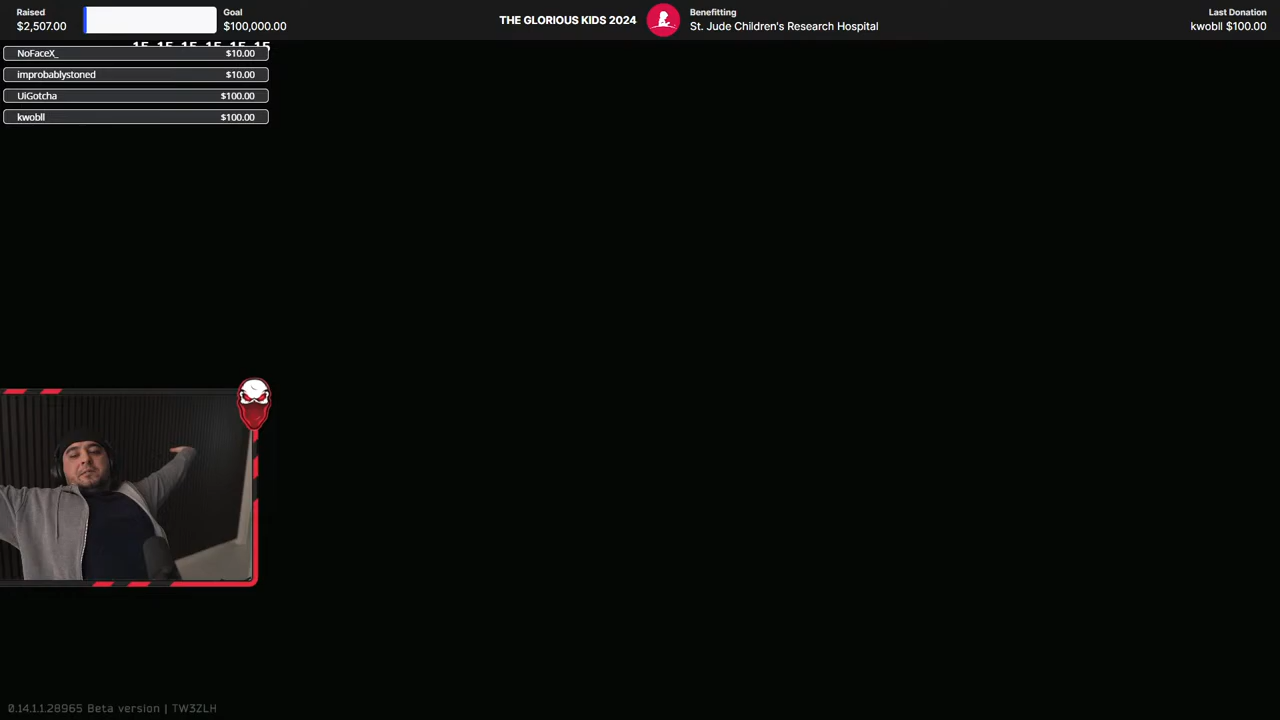 Raised
$2,507.00
Goal
$100,000.00
THE GLORIOUS KIDS 2024
Benefitting
St. Jude Children's Research Hospital
Last Donation
kwobll $100.00
NoFaceX_ $10.00
improbablystoned $10.00
UiGotcha $100.00
kwobll $100.00
0.14.1.1.28965 Beta version | TW3ZLH